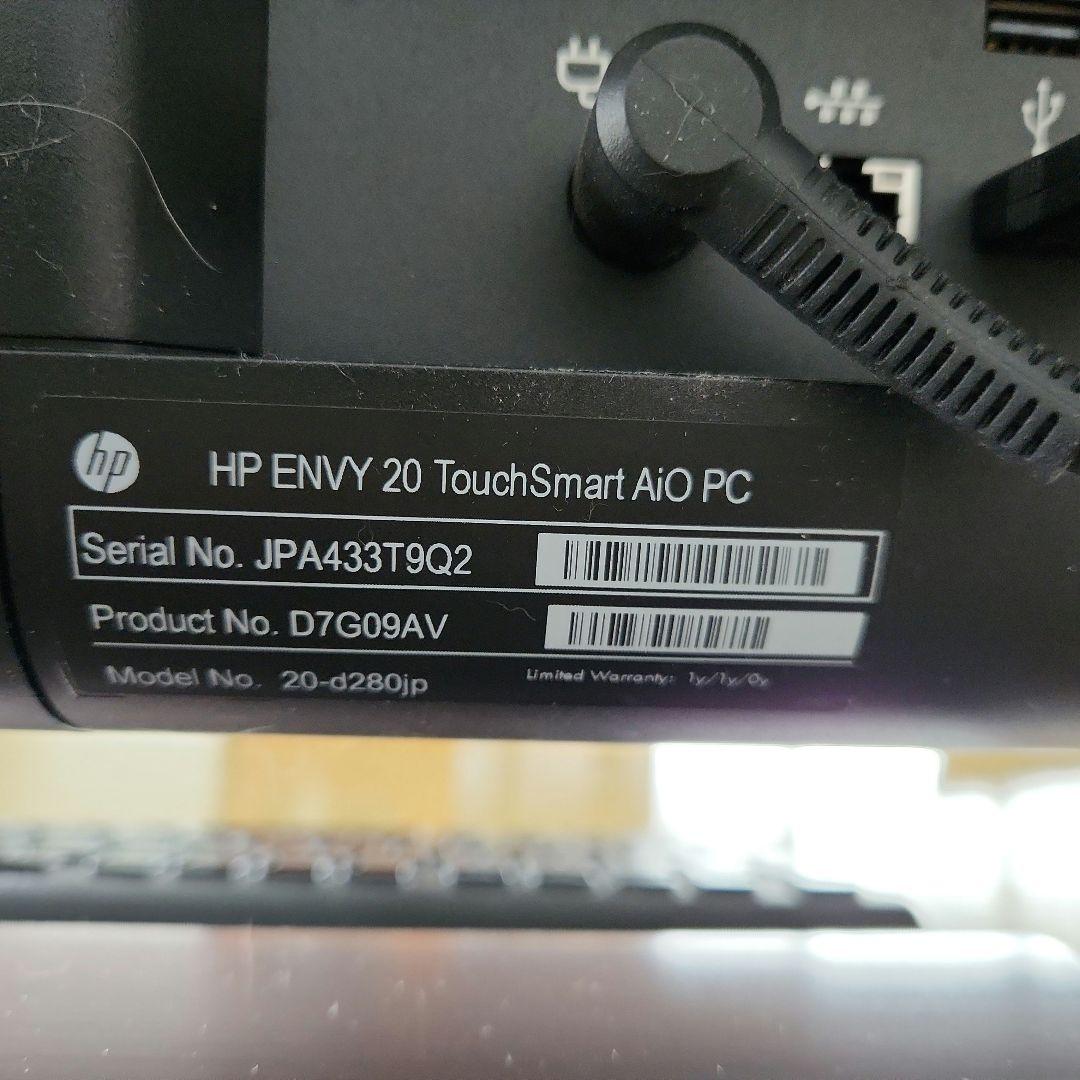 hp
HP ENVY 20 TouchSmart AiO PC
Serial No. JPA433T9Q2
Product No. D7G09AV
Model No. 20-d280jp
Limited Warranty: 1y/1y/0y